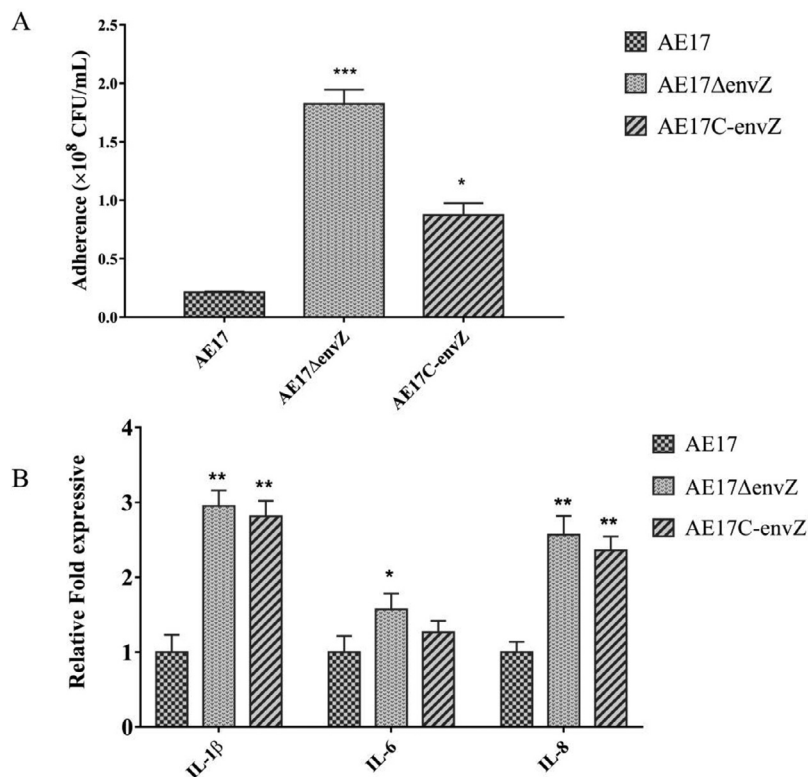 A
Adherence (×10⁸ CFU/mL)
2.5
2.0
1.5
1.0
0.5
0.0
***
*
AE17
AE17ΔenvZ
AE17C-envZ
AE17
AE17ΔenvZ
AE17C-envZ
B
Relative Fold expressive
4
3
2
1
0
**
**
*
**
**
IL-1β
IL-6
IL-8
AE17
AE17ΔenvZ
AE17C-envZ